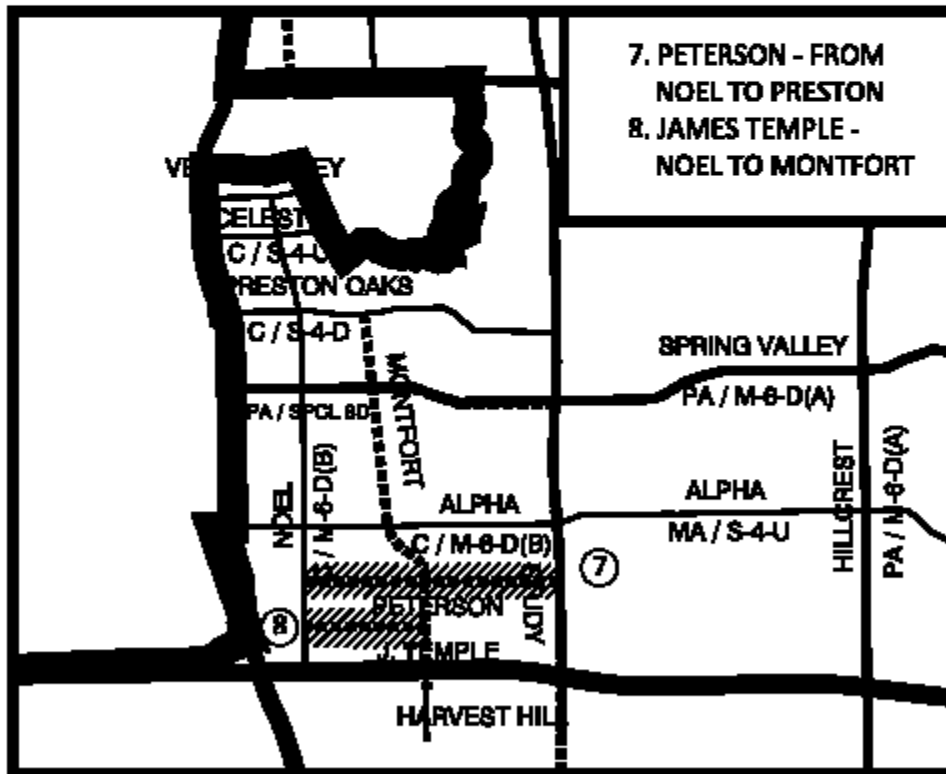 7. PETERSON - FROM
NOEL TO PRESTON
8. JAMES TEMPLE -
NOEL TO MONTFORT
C / S-4-U
PRESTON OAKS
C / S-4-D
MONTFORT
SPRING VALLEY
PA / SPCL 8D
PA / M-6-D(A)
NOEL
/ M-6-D(B)
ALPHA
ALPHA
C / M-6-D(B)
MA / S-4-U
HILLCREST
PA / M-6-D(A)
7
PETERSON
8
J. TEMPLE
HARVEST HILL